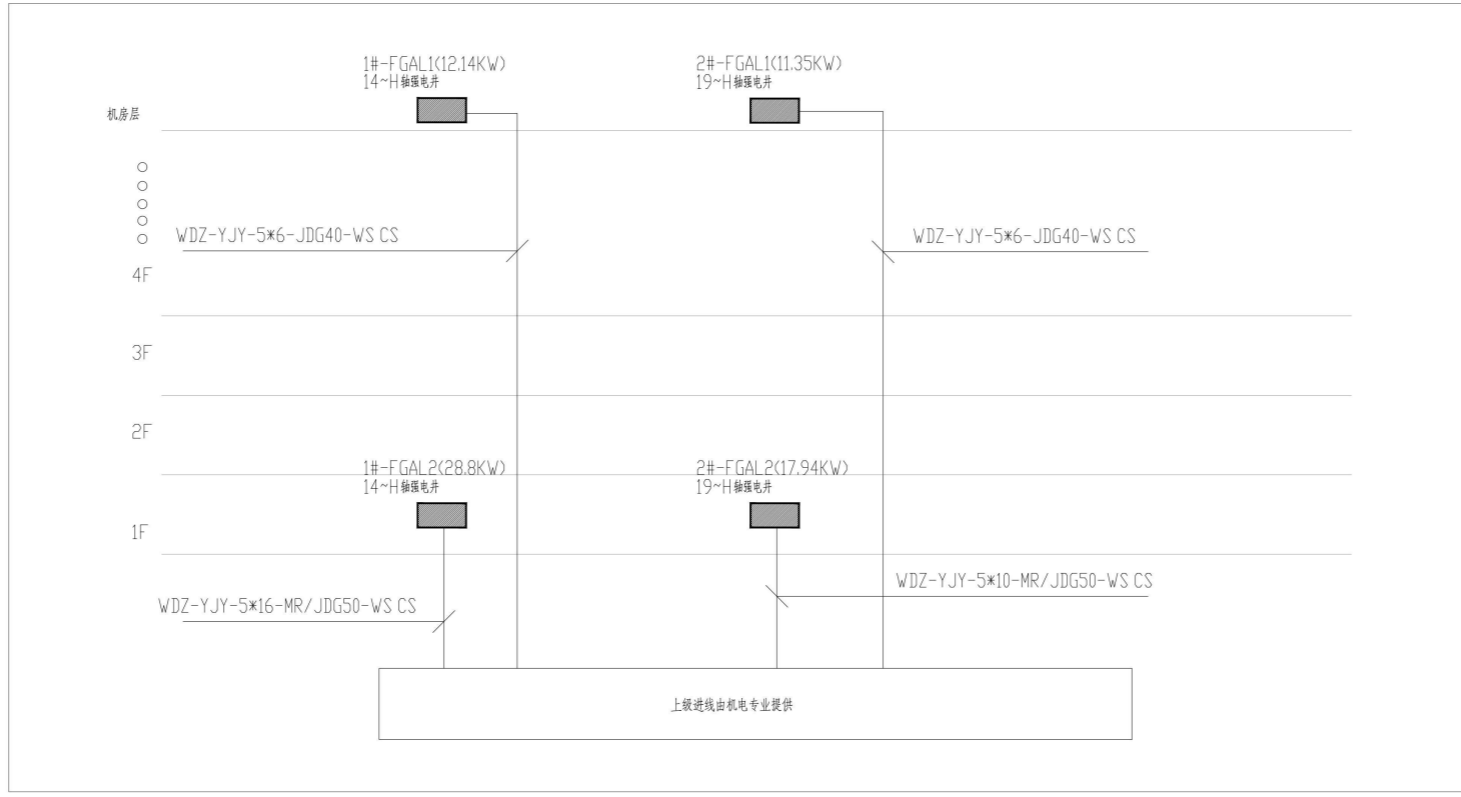 1#-FGAL1(12.14KW)
14~H轴强电井
2#-FGAL1(11.35KW)
19~H轴强电井
机房层
WDZ-YJY-5*6-JDG40-WS CS
WDZ-YJY-5*6-JDG40-WS CS
4F
3F
2F
1#-FGAL2(28.8KW)
14~H轴强电井
2#-FGAL2(17.94KW)
19~H轴强电井
1F
WDZ-YJY-5*10-MR/JDG50-WS CS
WDZ-YJY-5*16-MR/JDG50-WS CS
上级进线由机电专业提供